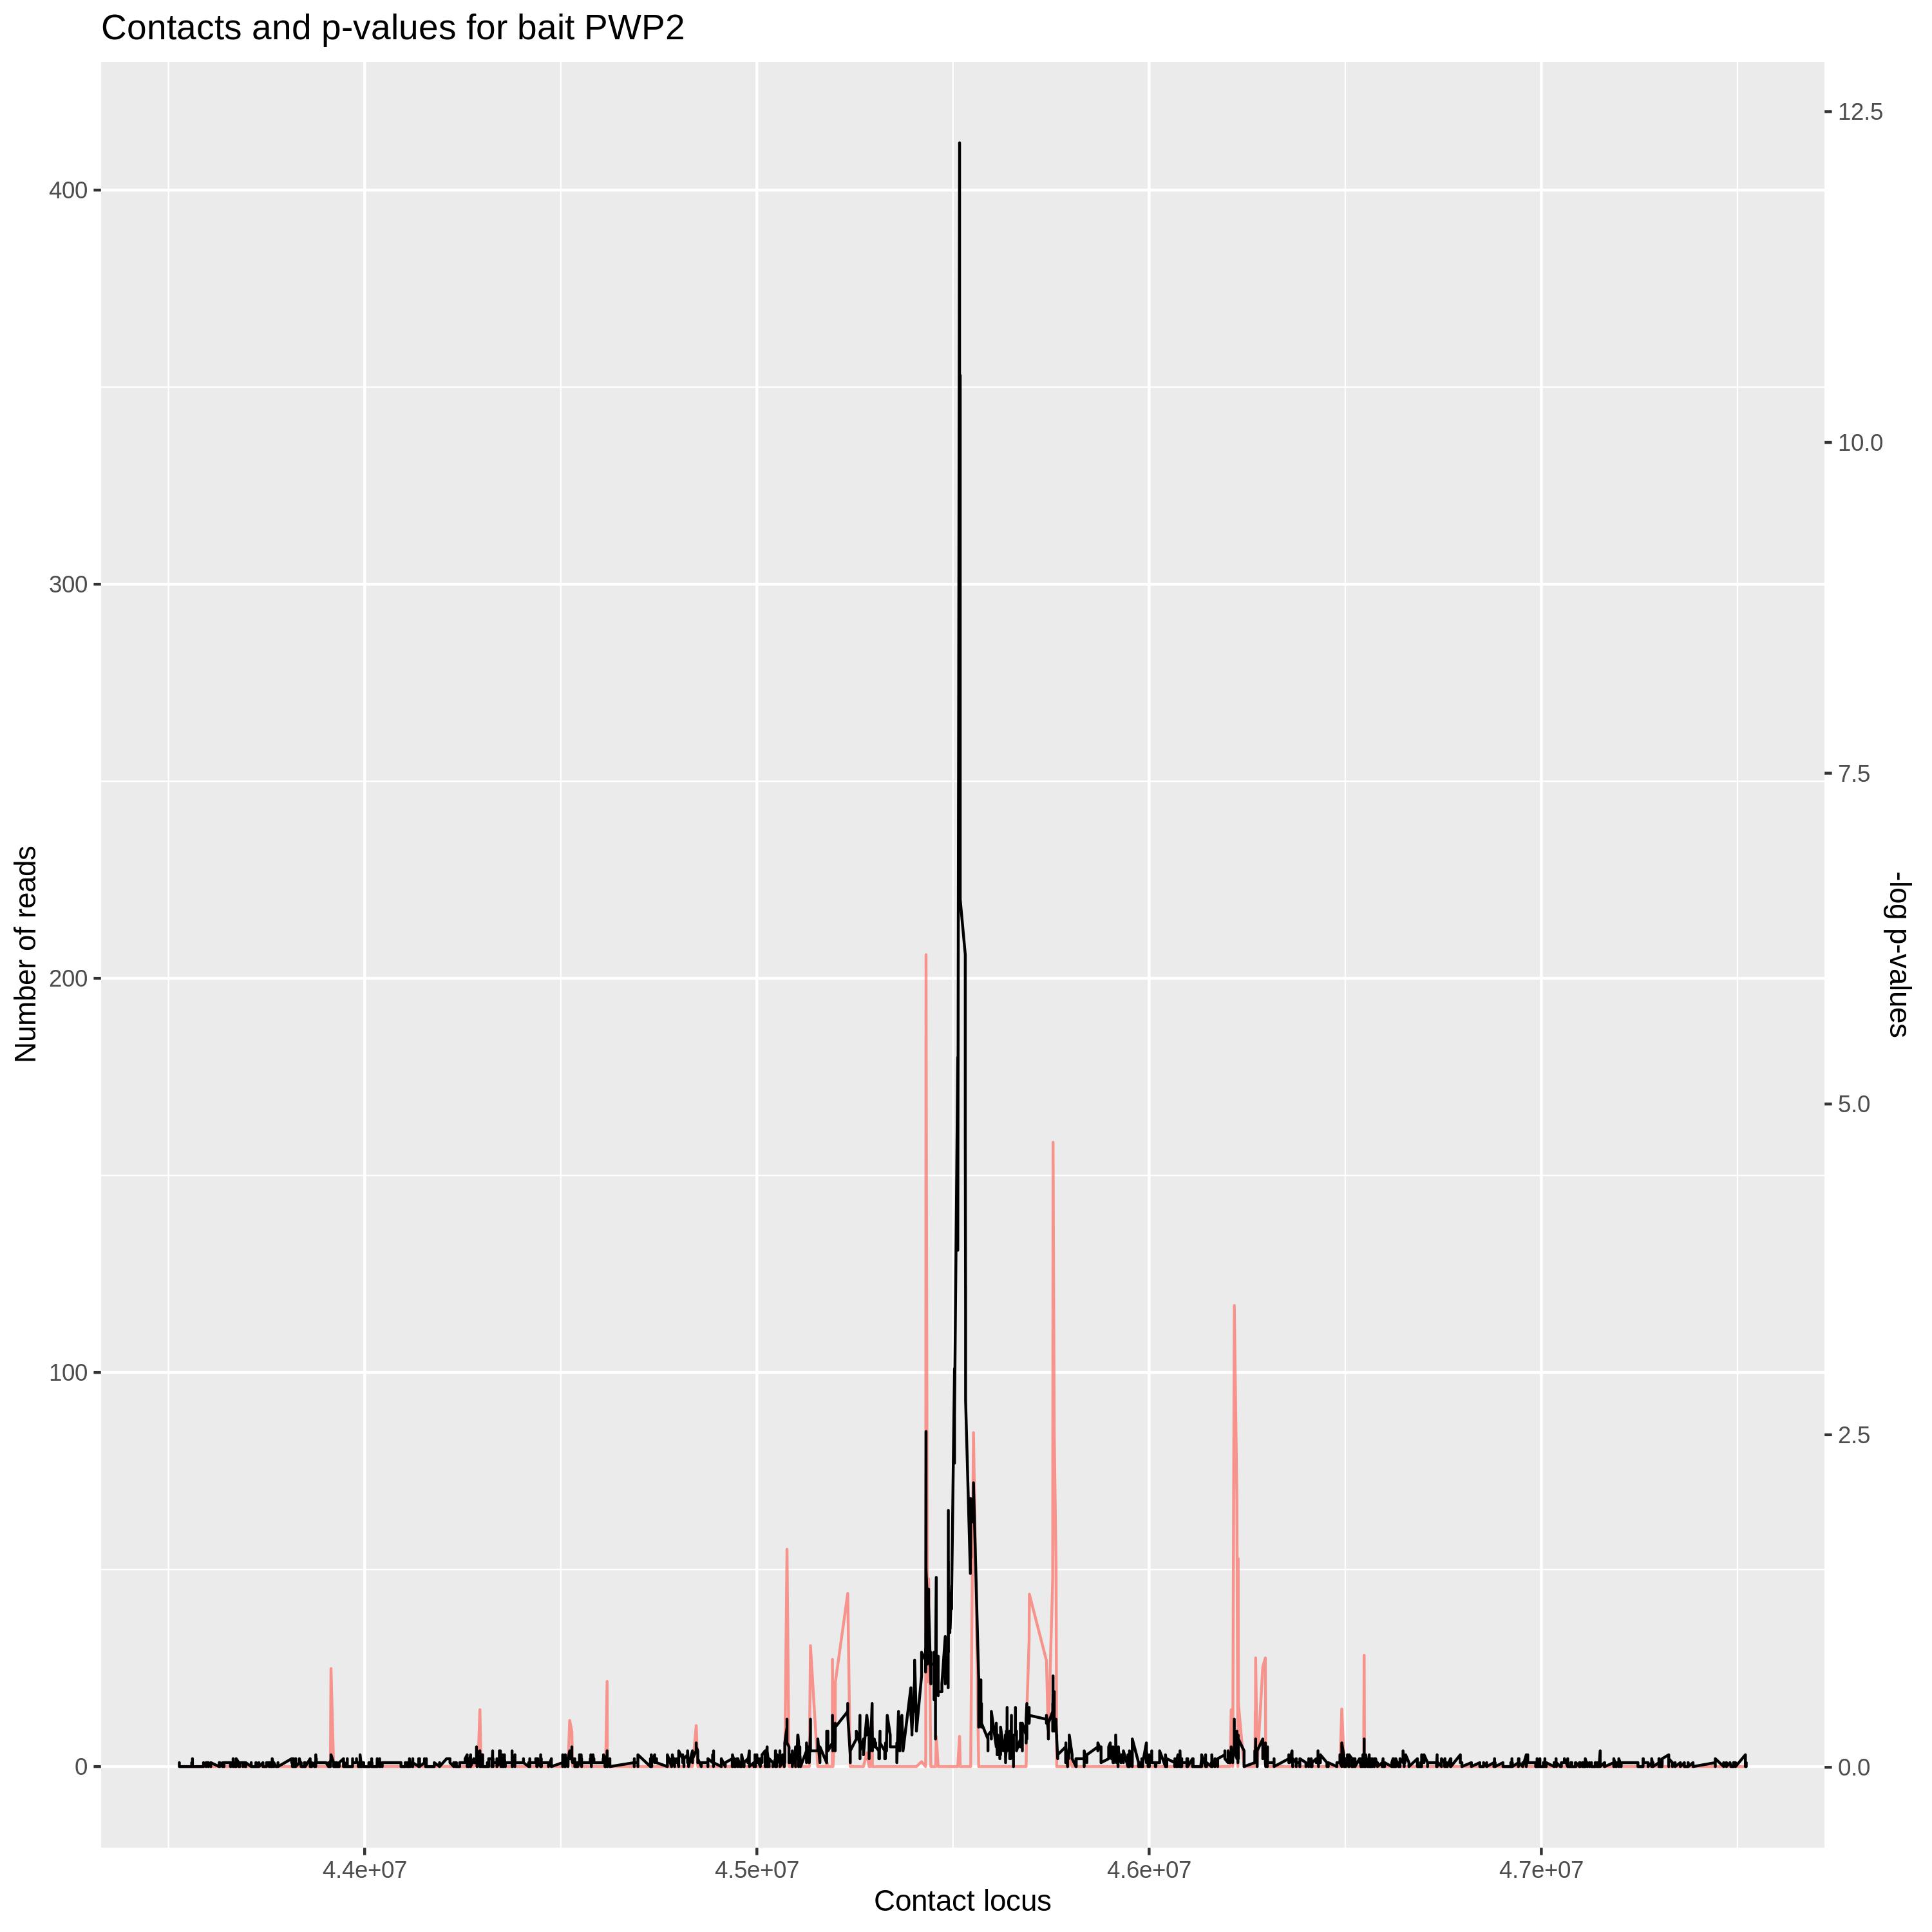 Contacts and p-values for bait PWP2
Number of reads
400
300
200
100
0
12.5
10.0
7.5
5.0
2.5
0.0
-log p-values
4.4e+07
4.5e+07
4.6e+07
4.7e+07
Contact locus